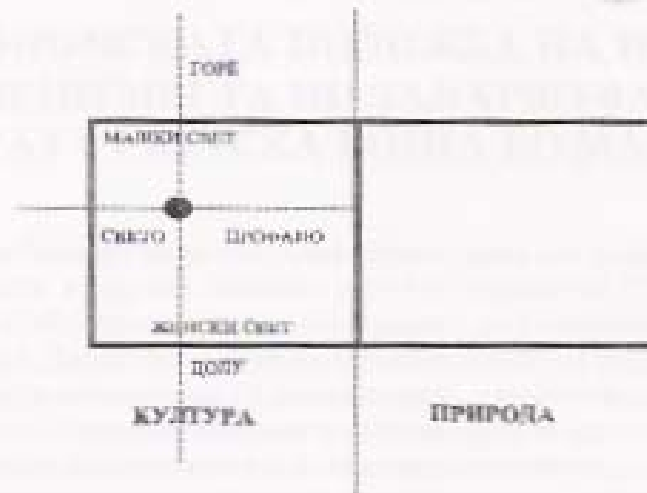 ГОРЕ
МАШКИ СВЕТ
СВЕТО ПРОФАНО
ЖЕНСКИ СВЕТ
ДОЛУ
КУЛТУРА ПРИРОДА